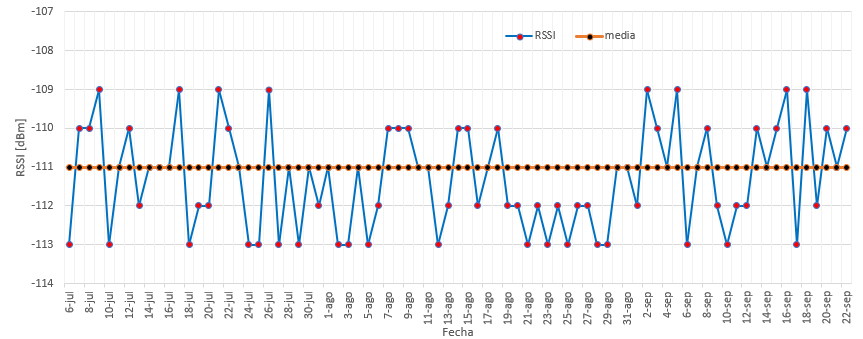 -107
RSSI
media
-108
-109
-110
-111
-112
-113
-114
RSSI [dBm]
6-jul
8-jul
10-jul
12-jul
14-jul
16-jul
18-jul
20-jul
22-jul
24-jul
26-jul
28-jul
30-jul
1-ago
3-ago
5-ago
7-ago
9-ago
11-ago
13-ago
15-ago
17-ago
19-ago
21-ago
23-ago
25-ago
27-ago
29-ago
31-ago
2-sep
4-sep
6-sep
8-sep
10-sep
12-sep
14-sep
16-sep
18-sep
20-sep
22-sep
Fecha